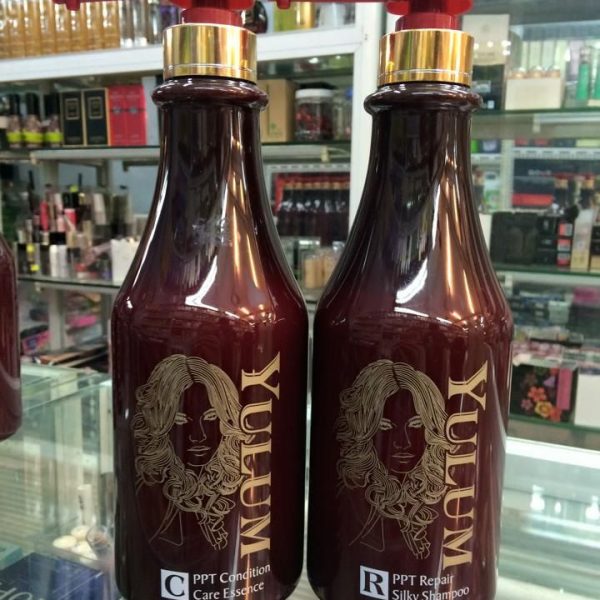 YULUM
C PPT Condition
Care Essence
YULUM
R PPT Repair
Silky Shampoo